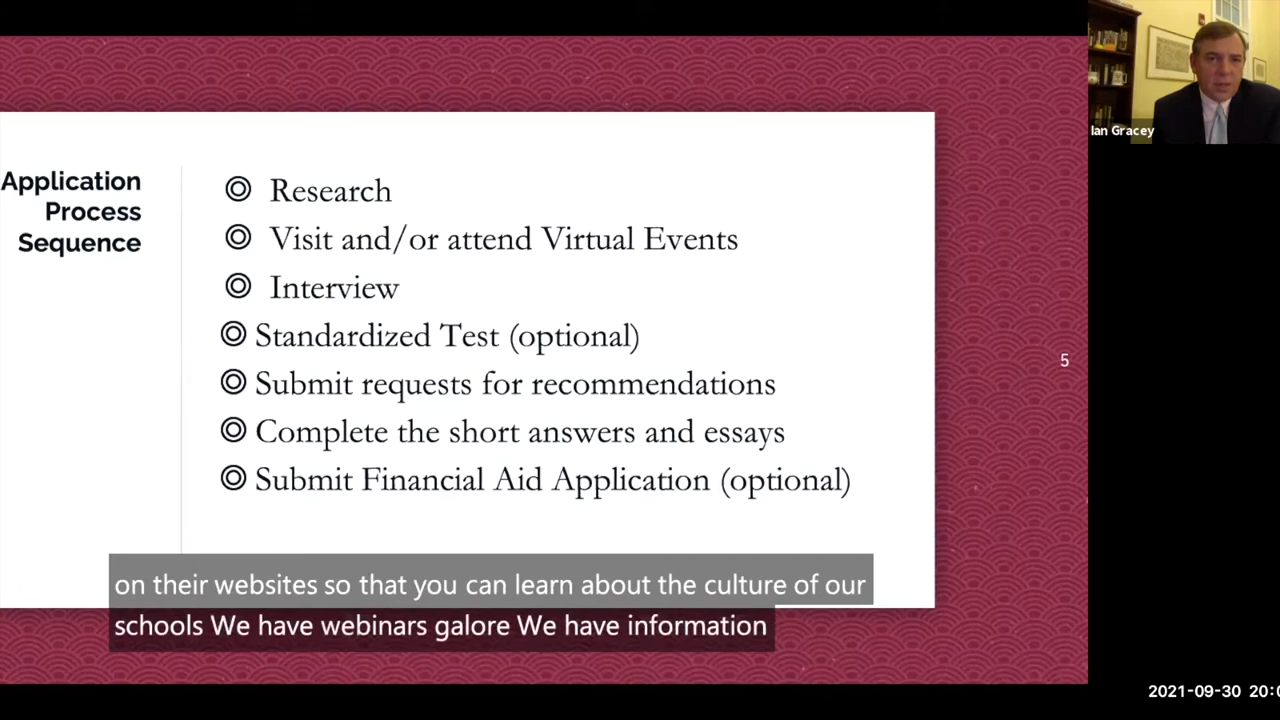 Application
Process
Sequence
Research
Visit and/or attend Virtual Events
Interview
Standardized Test (optional)
Submit requests for recommendations
Complete the short answers and essays
Submit Financial Aid Application (optional)
5
on their websites so that you can learn about the culture of our
schools We have webinars galore We have information
Ian Gracey
2021-09-30 20:0